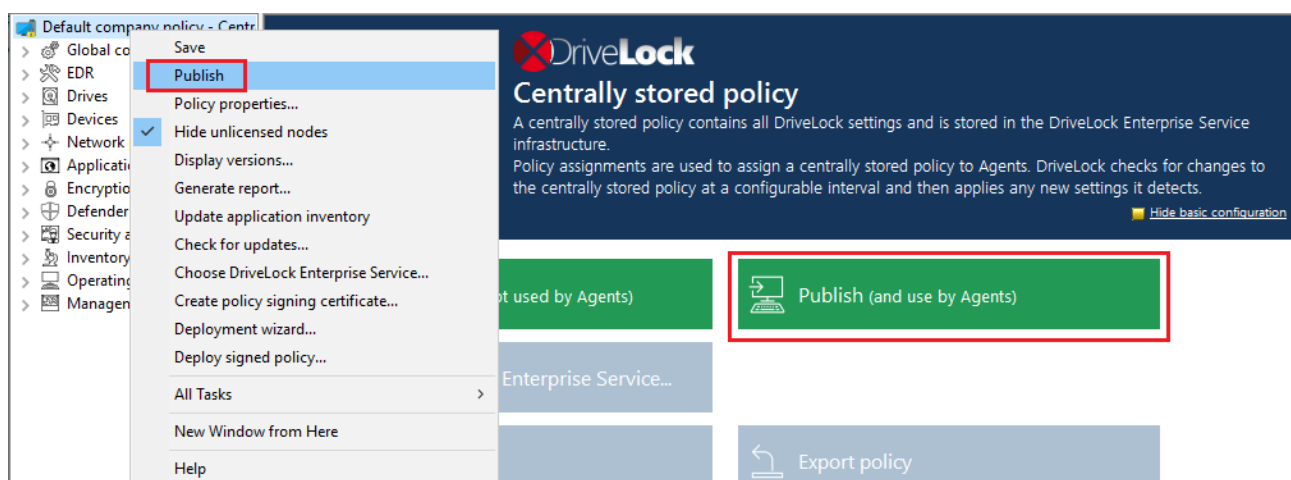 Default company policy - Centr
Global co
EDR
Drives
Devices
Network
Applicati
Encryptio
Defender
Security a
Inventory
Operating
Managen
Save
Publish
Policy properties...
Hide unlicensed nodes
Display versions...
Generate report...
Update application inventory
Check for updates...
Choose DriveLock Enterprise Service...
Create policy signing certificate...
Deployment wizard...
Deploy signed policy...
All Tasks
New Window from Here
Help
DriveLock
Centrally stored policy
A centrally stored policy contains all DriveLock settings and is stored in the DriveLock Enterprise Service
infrastructure.
Policy assignments are used to assign a centrally stored policy to Agents. DriveLock checks for changes to
the centrally stored policy at a configurable interval and then applies any new settings it detects.
Hide basic configuration
ot used by Agents)
Publish (and use by Agents)
Enterprise Service...
Export policy